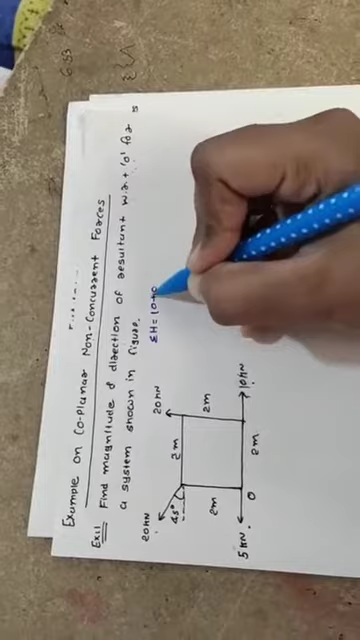 Example on Co-planar Non-Concurrent Forces
Ex:1 Find magnitude & direction of resultant w.r.t 'o' for
a system shown in figure.
ΣH = 10+0
20KN
20KN
45°
2m
2m
2m
2m
O
5KN
10KN